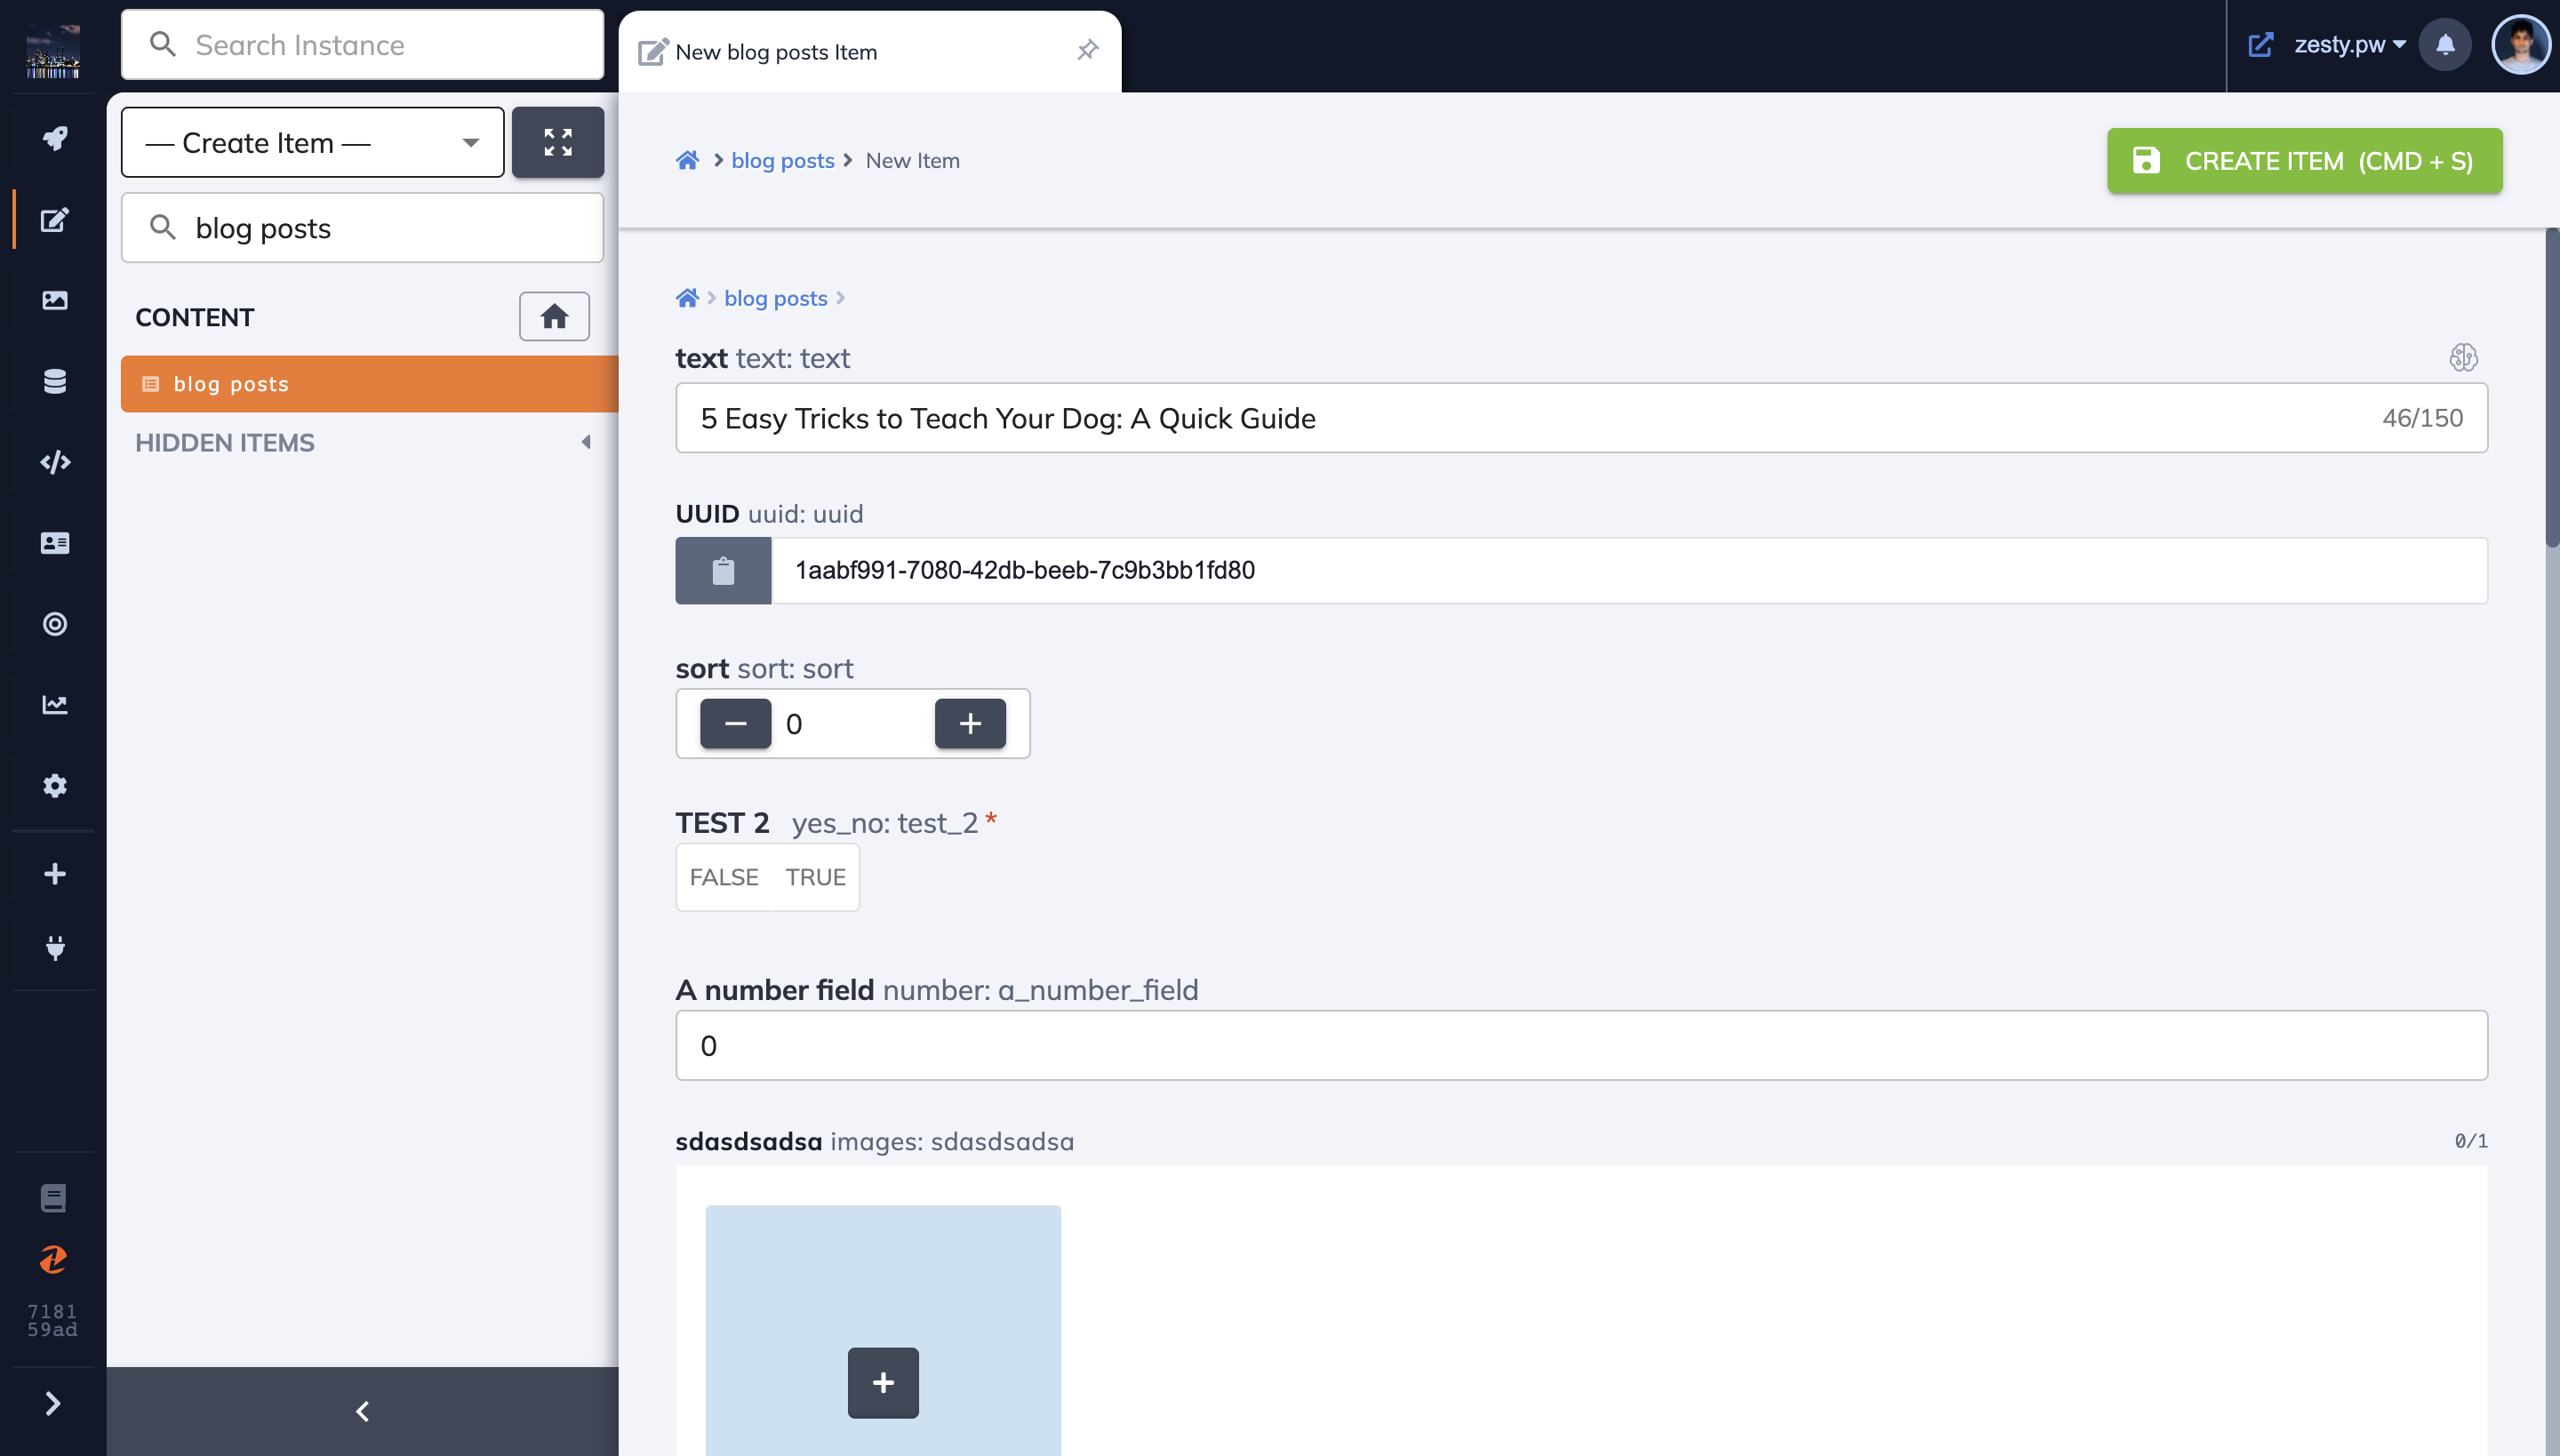 Search Instance
New blog posts Item
zesty.pw
— Create Item —
blog posts
CONTENT
blog posts
HIDDEN ITEMS
7181
59ad
blog posts
New Item
CREATE ITEM (CMD + S)
blog posts
text text: text
5 Easy Tricks to Teach Your Dog: A Quick Guide
46/150
UUID uuid: uuid
1aabf991-7080-42db-beeb-7c9b3bb1fd80
sort sort: sort
0
TEST 2 yes_no: test_2 *
FALSE TRUE
A number field number: a_number_field
0
sdasdsadsa images: sdasdsadsa
0/1